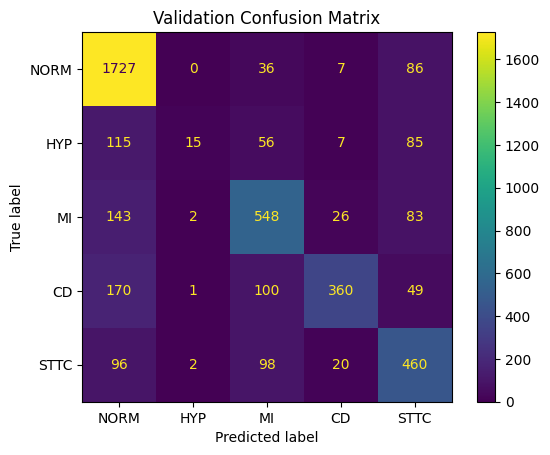 Validation Confusion Matrix
NORM 1727 0 36 7 86
HYP 115 15 56 7 85
MI 143 2 548 26 83
CD 170 1 100 360 49
STTC 96 2 98 20 460
NORM HYP MI CD STTC
Predicted label
True label
1600
1400
1200
1000
800
600
400
200
0